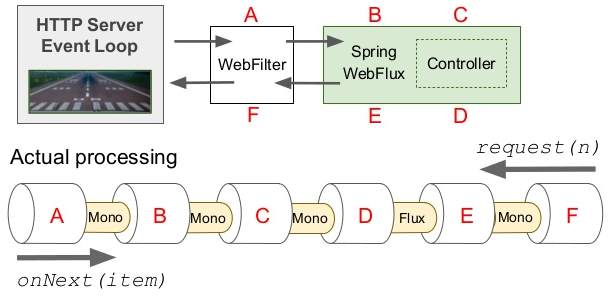 HTTP Server
Event Loop
A
B
C
WebFilter
Spring
WebFlux
Controller
F
E
D
Actual processing
request(n)
A
Mono
B
Mono
C
Mono
D
Flux
E
Mono
F
onNext(item)